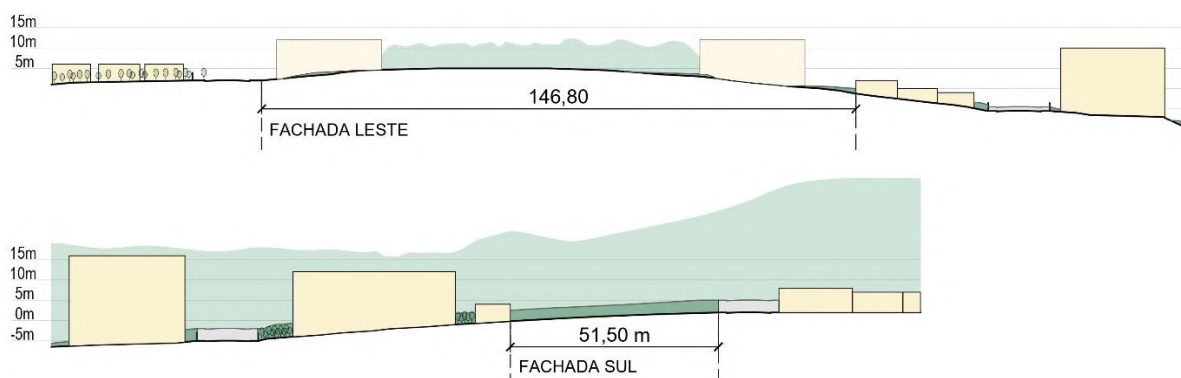 15m
10m
5m
146,80
FACHADA LESTE
15m
10m
5m
0m
-5m
51,50 m
FACHADA SUL